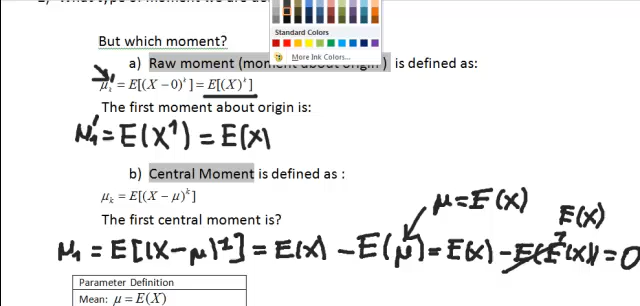 But which moment?
a) Raw moment (moment about origin ) is defined as:
μ'ₖ = E[(X − 0)ᵏ] = E[(X)ᵏ]
The first moment about origin is:
μ₁' = E(X¹) = E(X)
b) Central Moment is defined as :
μₖ = E[(X − μ)ᵏ]
μ = E(X)
The first central moment is?
E(X)
μ₁ = E[(X − μ)¹] = E(X) − E(μ) = E(X) − E(E(X)) = 0
Parameter Definition
Mean: μ = E(X)
Standard Colors
More Ink Colors...